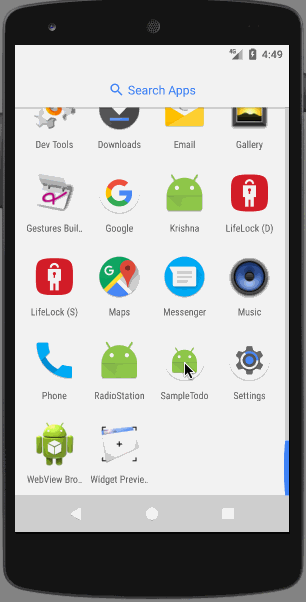 4G 4:49
Search Apps
Dev Tools Downloads Email Gallery
Gestures Buil.. Google Krishna LifeLock (D)
LifeLock (S) Maps Messenger Music
Phone RadioStation SampleTodo Settings
WebView Bro.. Widget Previe..